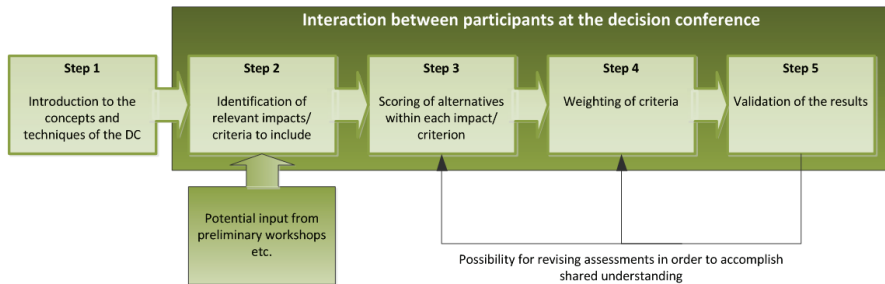 Interaction between participants at the decision conference
Step 1
Introduction to the
concepts and
techniques of the DC
Step 2
Identification of
relevant impacts/
criteria to include
Step 3
Scoring of alternatives
within each impact/
criterion
Step 4
Weighting of criteria
Step 5
Validation of the results
Potential input from
preliminary workshops
etc.
Possibility for revising assessments in order to accomplish
shared understanding